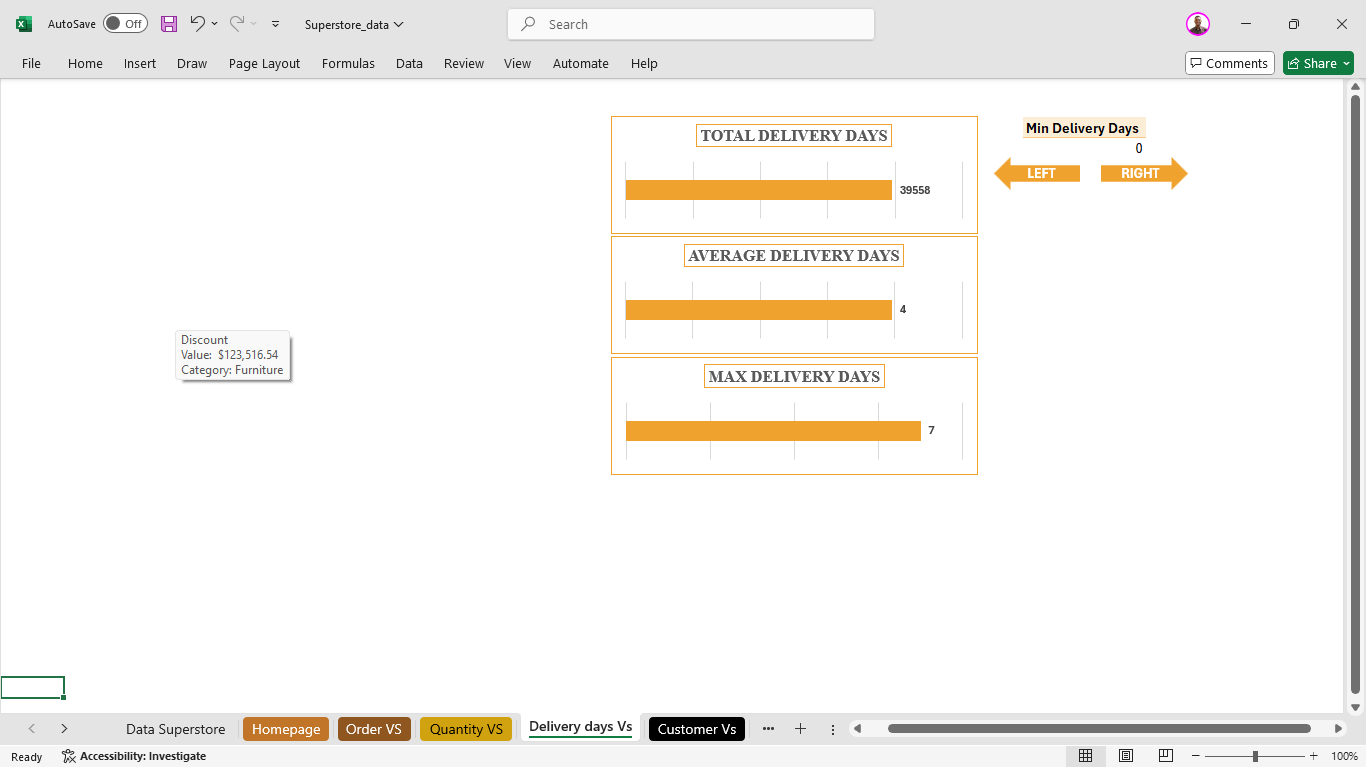 AutoSave Off Superstore_data Search
File Home Insert Draw Page Layout Formulas Data Review View Automate Help Comments Share
TOTAL DELIVERY DAYS
39558
AVERAGE DELIVERY DAYS
4
MAX DELIVERY DAYS
7
Min Delivery Days
0
LEFT RIGHT
Discount
Value: $123,516.54
Category: Furniture
Data Superstore Homepage Order VS Quantity VS Delivery days Vs Customer Vs
Ready Accessibility: Investigate 100%